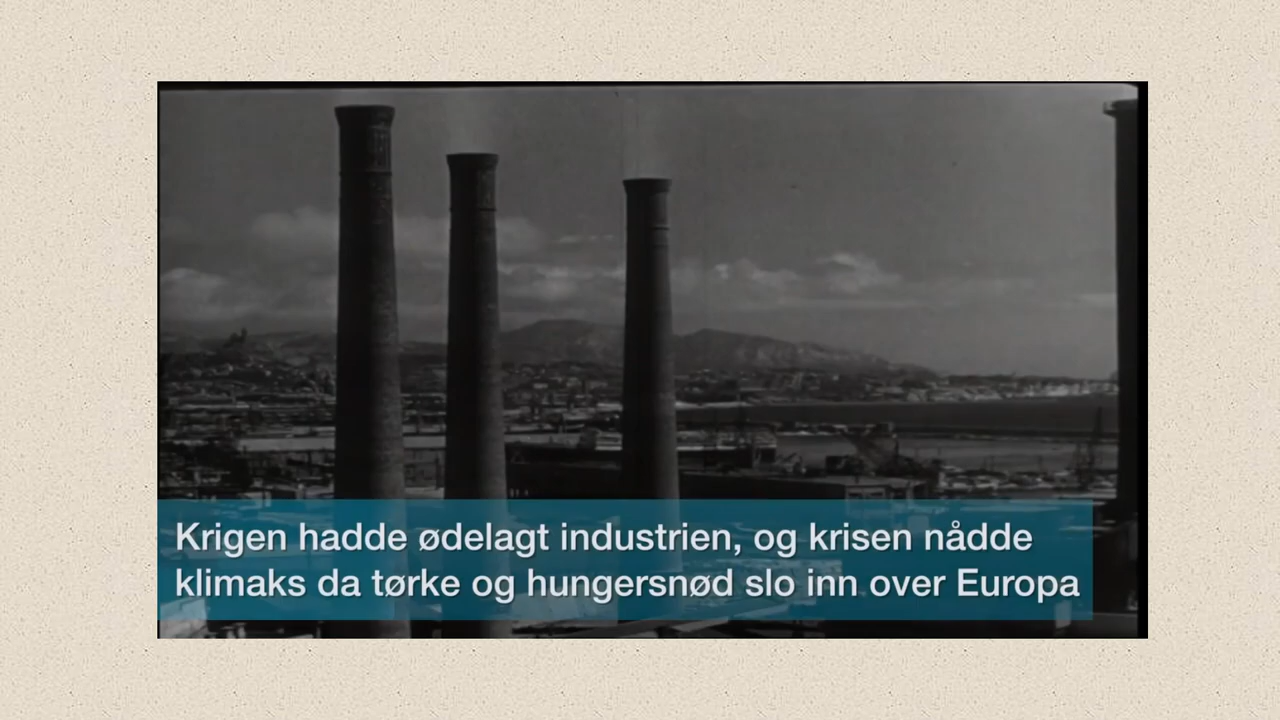 Krigen hadde ødelagt industrien, og krisen nådde
klimaks da tørke og hungersnød slo inn over Europa